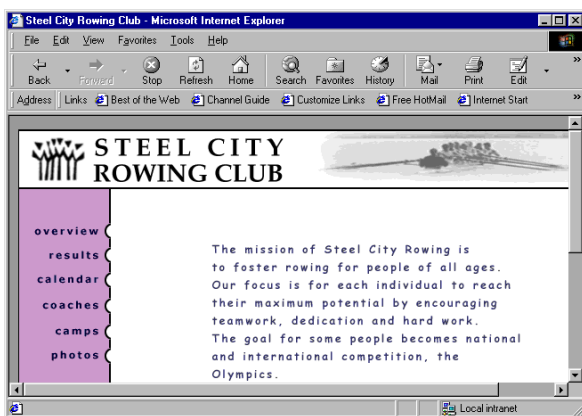 Steel City Rowing Club - Microsoft Internet Explorer
File Edit View Favorites Tools Help
Back Forward Stop Refresh Home Search Favorites History Mail Print Edit »
Address Links Best of the Web Channel Guide Customize Links Free HotMail Internet Start »
STEEL CITY
ROWING CLUB
overview
results
calendar
coaches
camps
photos
The mission of Steel City Rowing is
to foster rowing for people of all ages.
Our focus is for each individual to reach
their maximum potential by encouraging
teamwork, dedication and hard work.
The goal for some people becomes national
and international competition, the
Olympics.
Local intranet